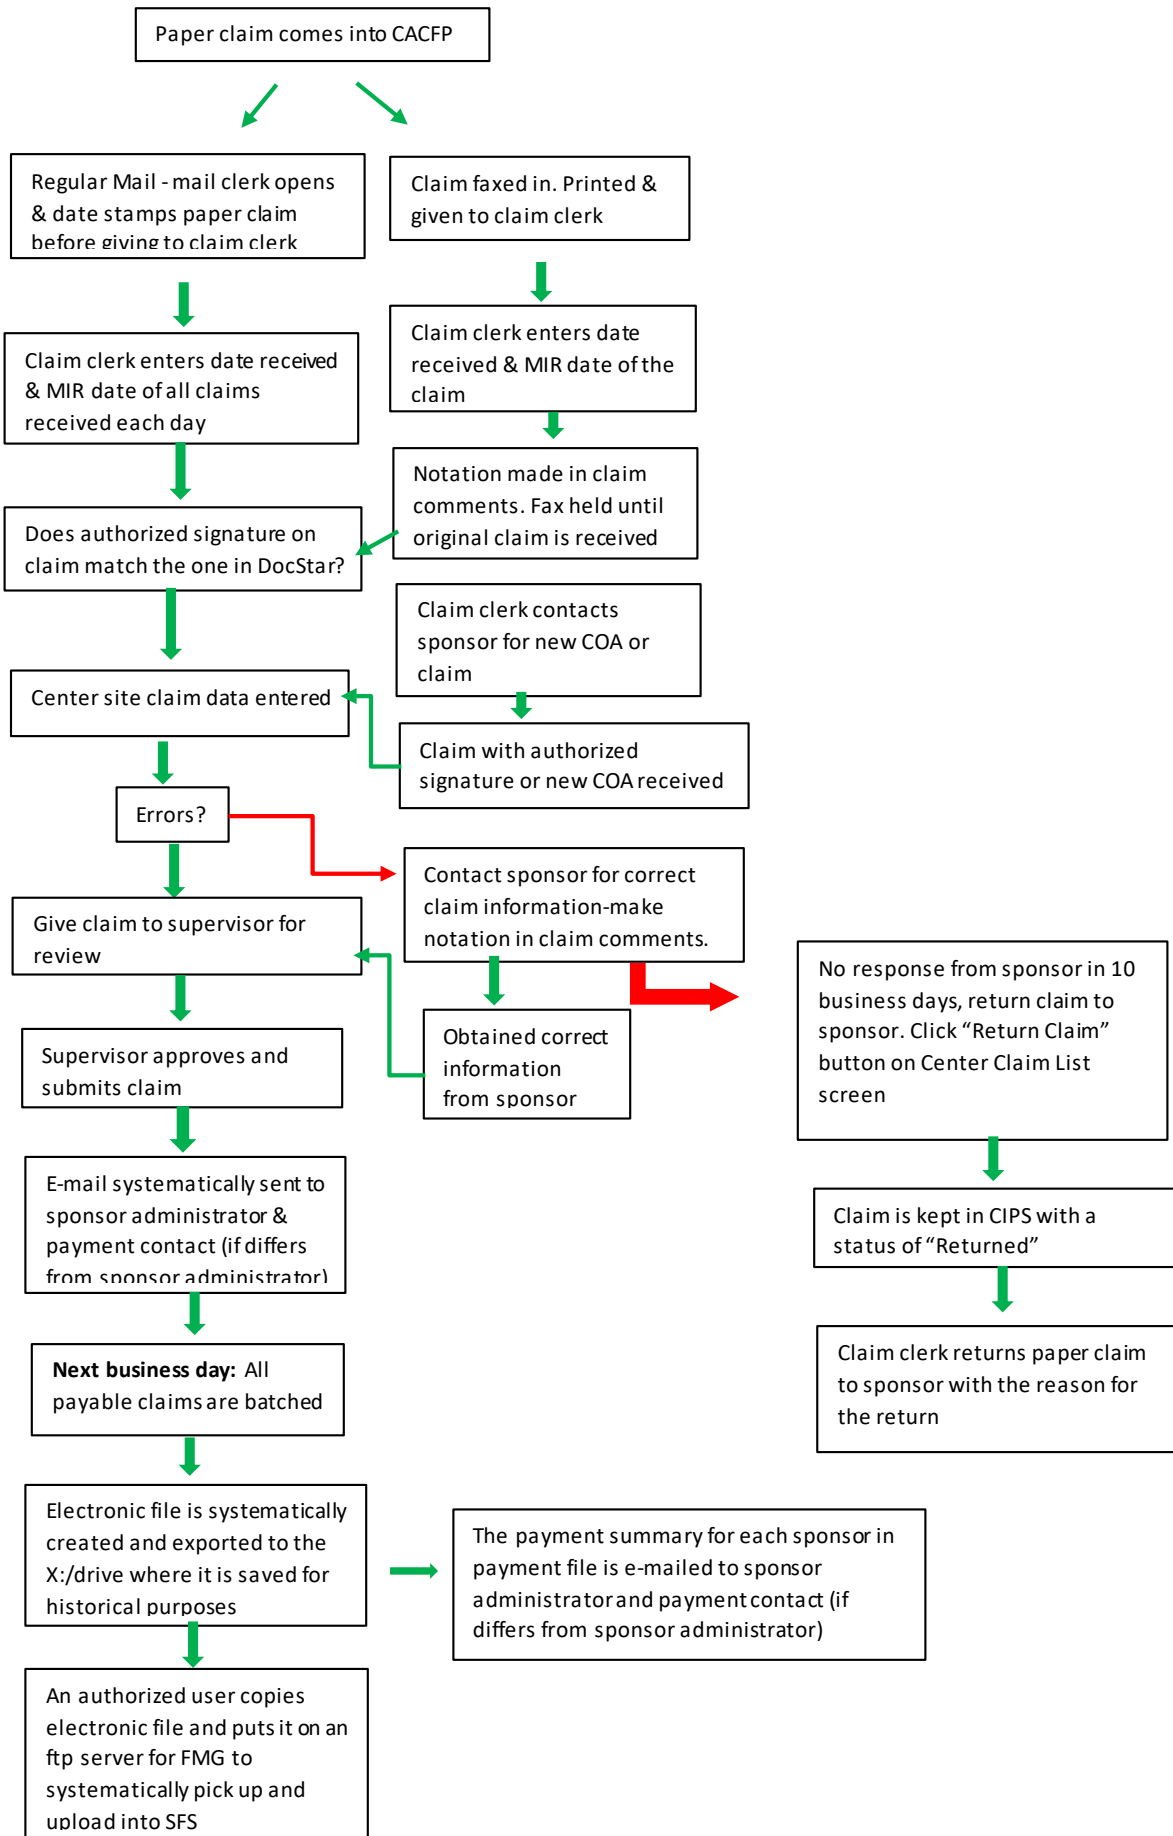 Paper claim comes into CACFP
Regular Mail - mail clerk opens
& date stamps paper claim
before giving to claim clerk
Claim faxed in. Printed &
given to claim clerk
Claim clerk enters date received
& MIR date of all claims
received each day
Claim clerk enters date
received & MIR date of the
claim
Notation made in claim
comments. Fax held until
original claim is received
Does authorized signature on
claim match the one in DocStar?
Claim clerk contacts
sponsor for new COA or
claim
Center site claim data entered
Claim with authorized
signature or new COA received
Errors?
Contact sponsor for correct
claim information-make
notation in claim comments.
Give claim to supervisor for
review
No response from sponsor in 10
business days, return claim to
sponsor. Click “Return Claim”
button on Center Claim List
screen
Obtained correct
information
from sponsor
Supervisor approves and
submits claim
E-mail systematically sent to
sponsor administrator &
payment contact (if differs
from sponsor administrator)
Claim is kept in CIPS with a
status of “Returned”
Next business day: All
payable claims are batched
Claim clerk returns paper claim
to sponsor with the reason for
the return
Electronic file is systematically
created and exported to the
X:/drive where it is saved for
historical purposes
The payment summary for each sponsor in
payment file is e-mailed to sponsor
administrator and payment contact (if
differs from sponsor administrator)
An authorized user copies
electronic file and puts it on an
ftp server for FMG to
systematically pick up and
upload into SFS